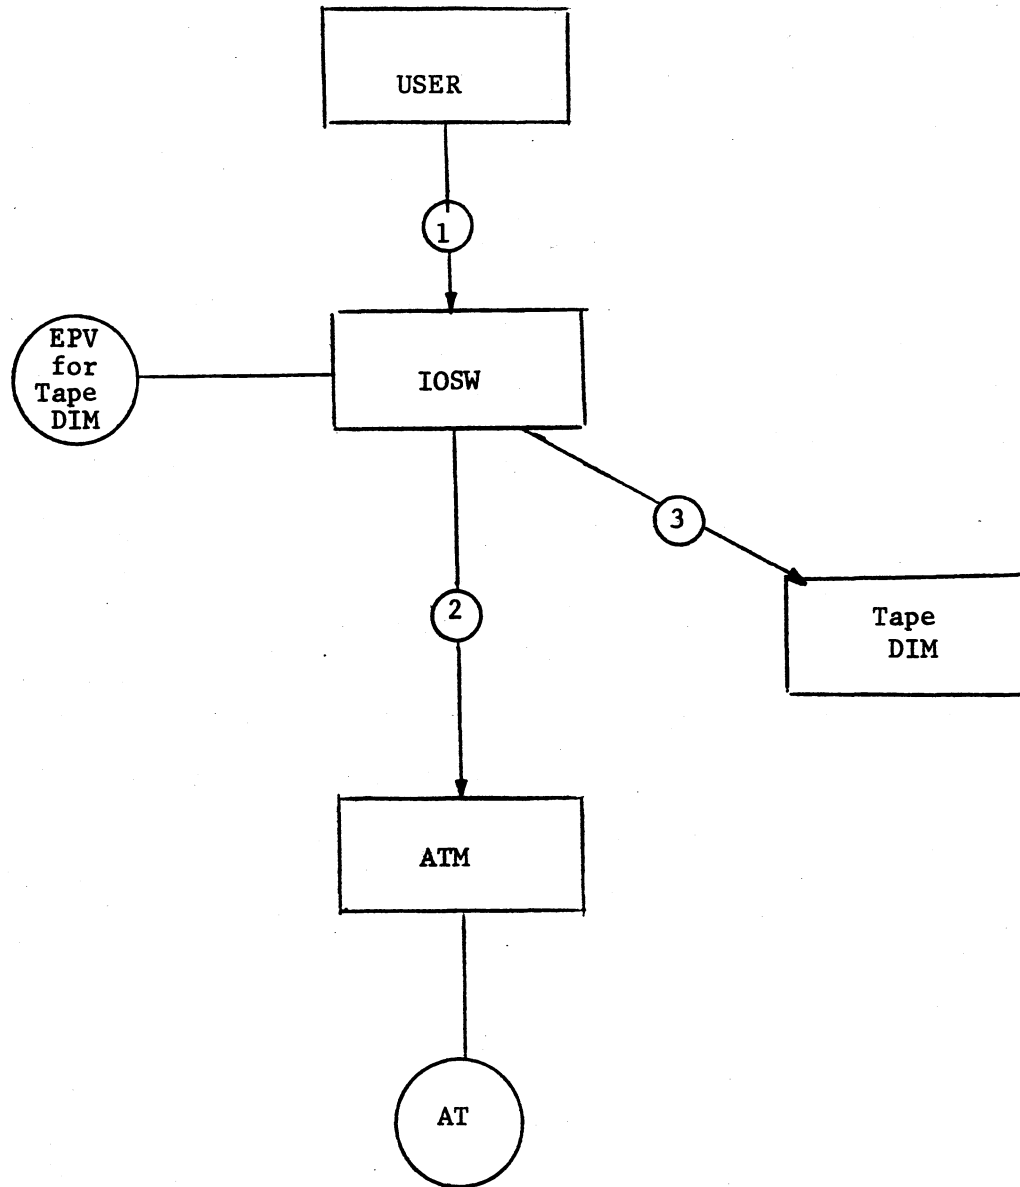 USER
1
EPV
for
Tape
DIM
IOSW
3
2
Tape
DIM
ATM
AT